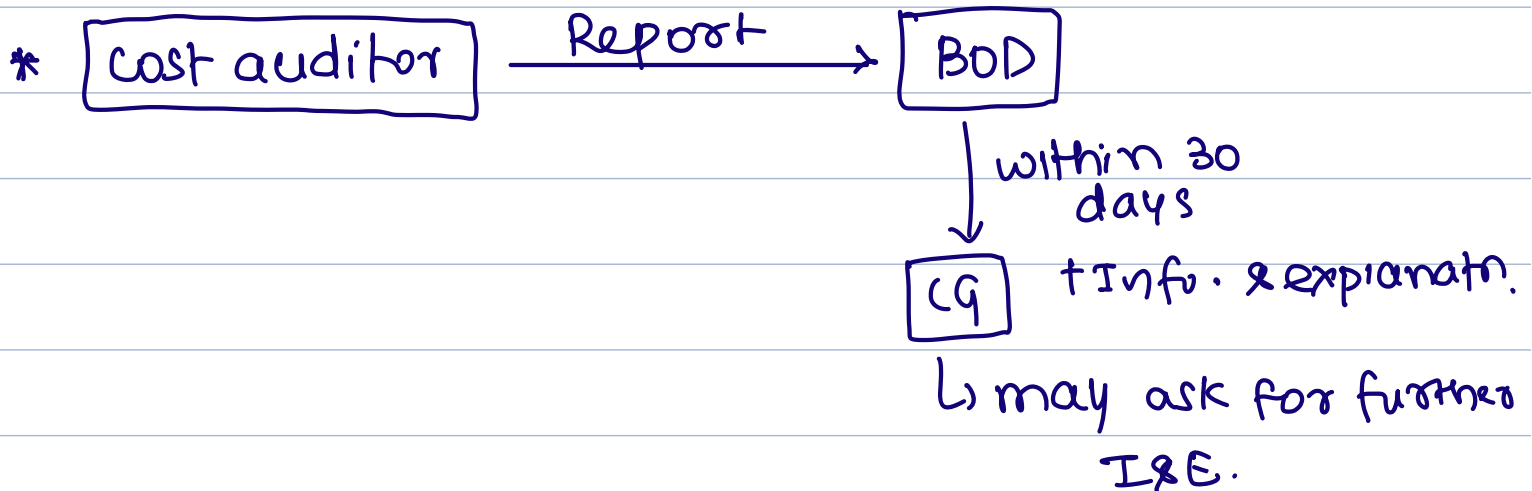 * Cost auditor Report BOD
within 30
days
CG + Info. & explanatn.
may ask for further
I&E.